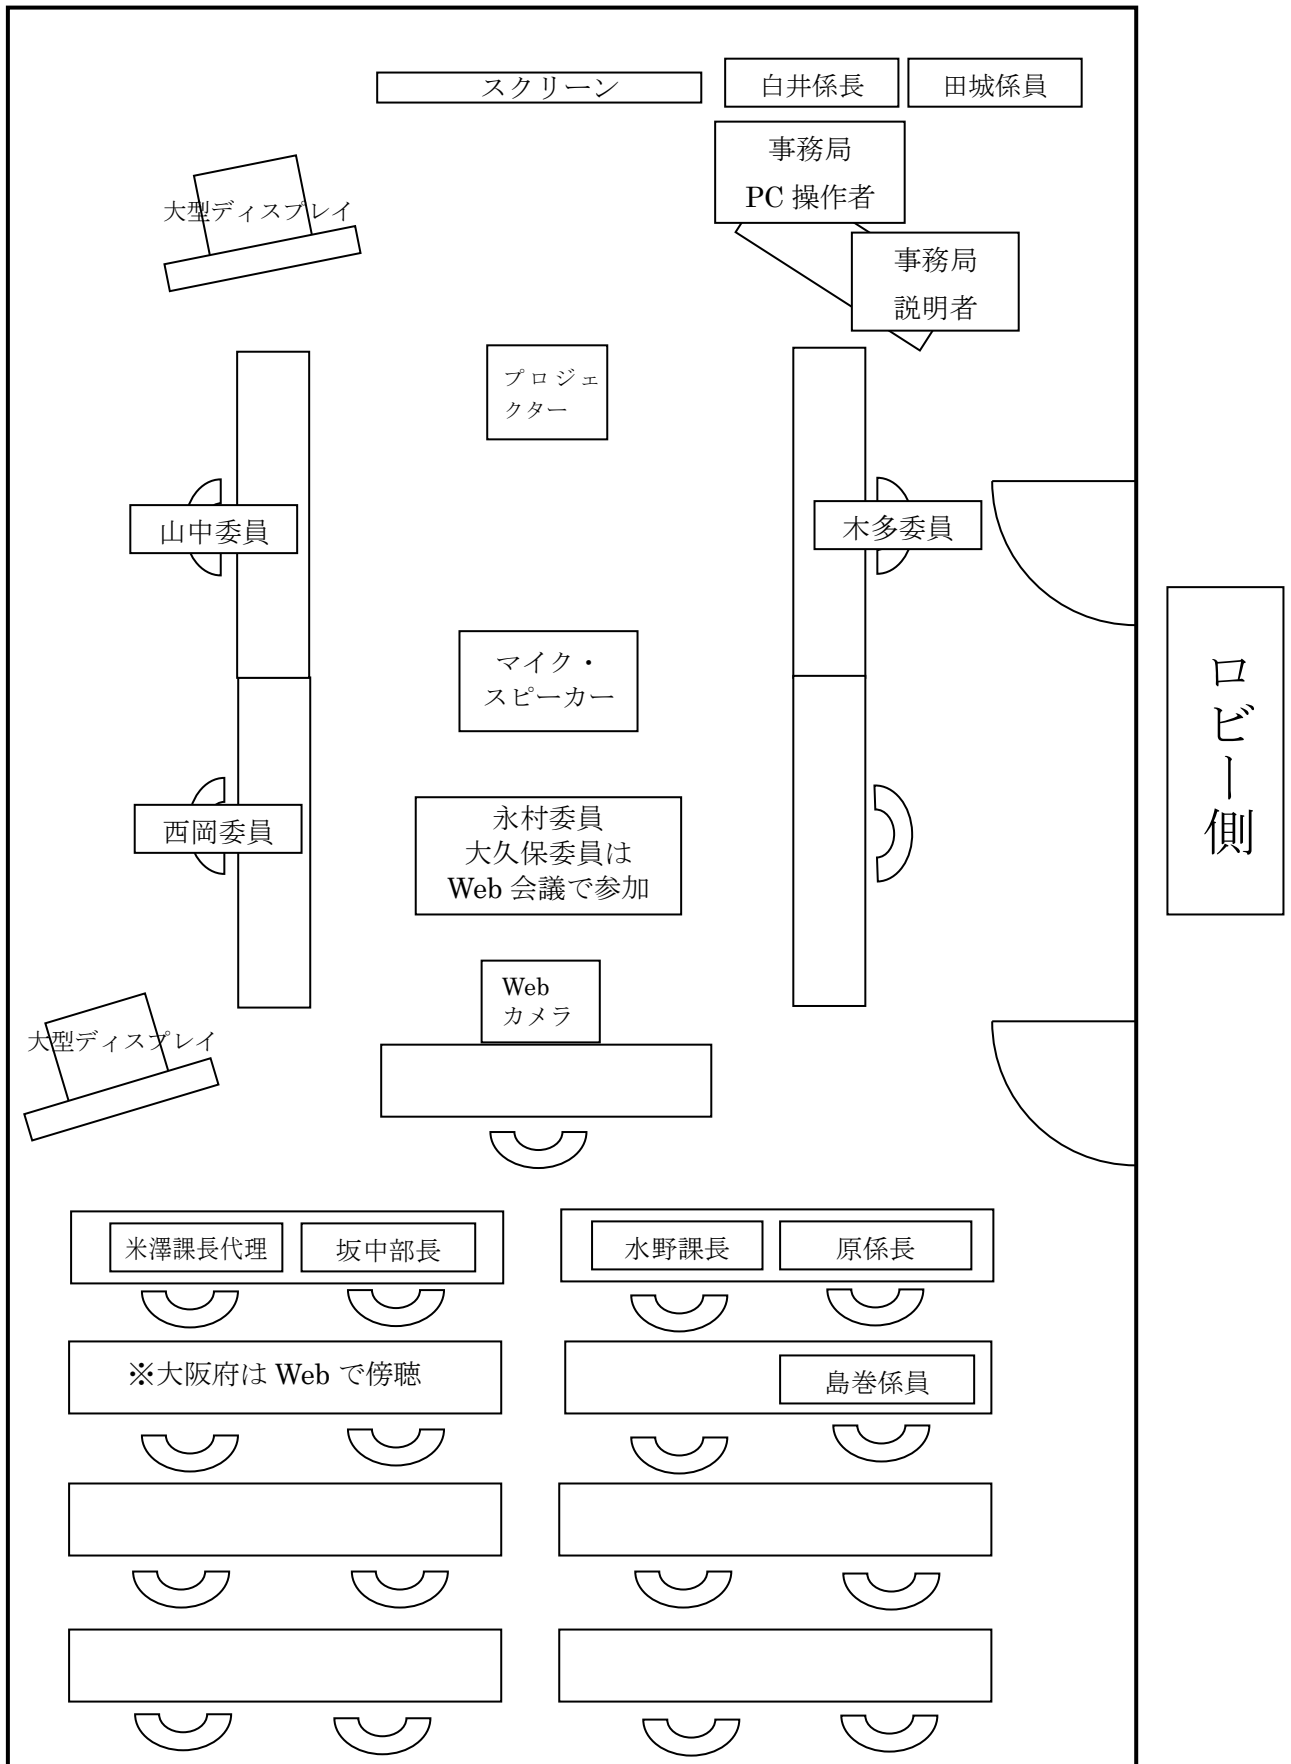 スクリーン
白井係長
田城係員
事務局
PC 操作者
大型ディスプレイ
事務局
説明者
プロジェ
クター
山中委員
木多委員
マイク・
スピーカー
ロビー側
永村委員
大久保委員は
Web 会議で参加
西岡委員
Web
カメラ
大型ディスプレイ
米澤課長代理
坂中部長
水野課長
原係長
※大阪府は Web で傍聴
島巻係員